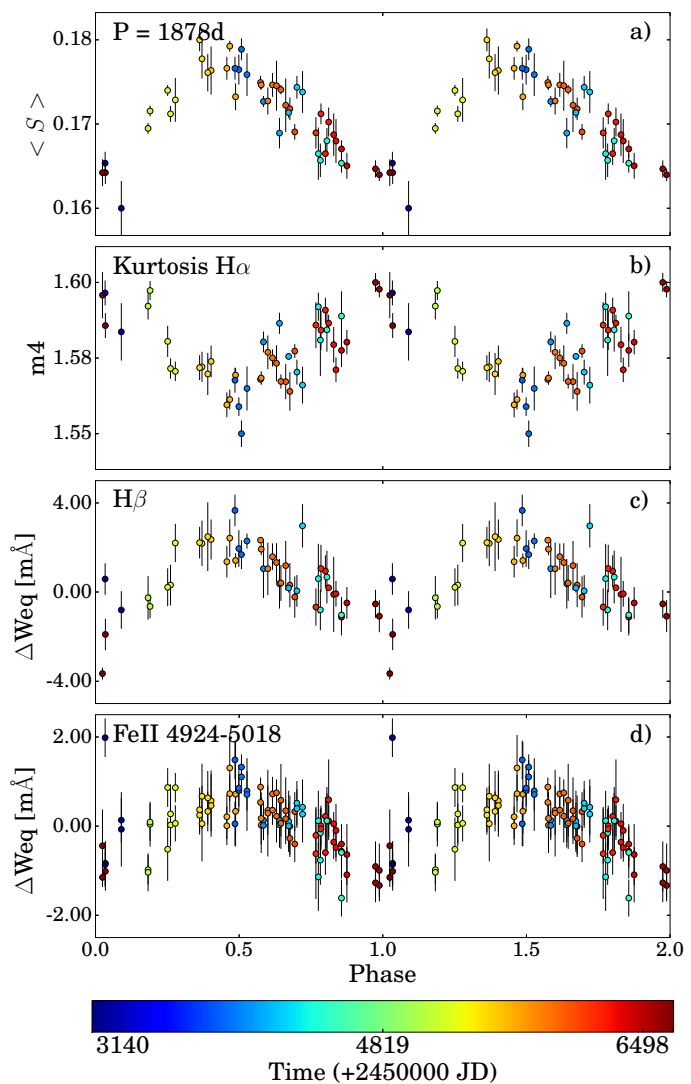 P = 1878d
a)
0.18
0.17
0.16
< S >
Kurtosis Hα
b)
1.60
1.58
1.55
m4
Hβ
c)
4.00
0.00
-4.00
ΔWeq [mÅ]
FeII 4924-5018
d)
2.00
0.00
-2.00
ΔWeq [mÅ]
0.0
0.5
1.0
1.5
2.0
Phase
3140
4819
6498
Time (+2450000 JD)